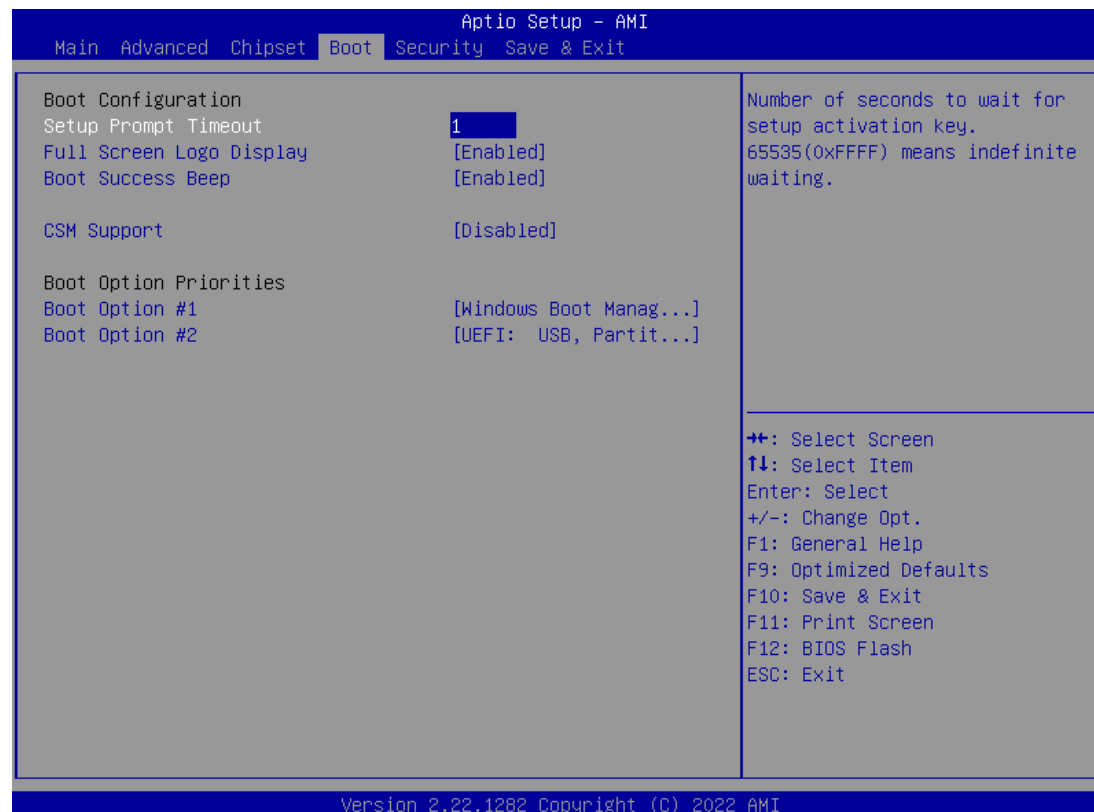 Aptio Setup – AMI
Main Advanced Chipset Boot Security Save & Exit
Boot Configuration
Setup Prompt Timeout 1
Full Screen Logo Display [Enabled]
Boot Success Beep [Enabled]
CSM Support [Disabled]
Boot Option Priorities
Boot Option #1 [Windows Boot Manag...]
Boot Option #2 [UEFI: USB, Partit...]
Number of seconds to wait for
setup activation key.
65535(0xFFFF) means indefinite
waiting.
→←: Select Screen
↑↓: Select Item
Enter: Select
+/-: Change Opt.
F1: General Help
F9: Optimized Defaults
F10: Save & Exit
F11: Print Screen
F12: BIOS Flash
ESC: Exit
Version 2.22.1282 Copyright (C) 2022 AMI